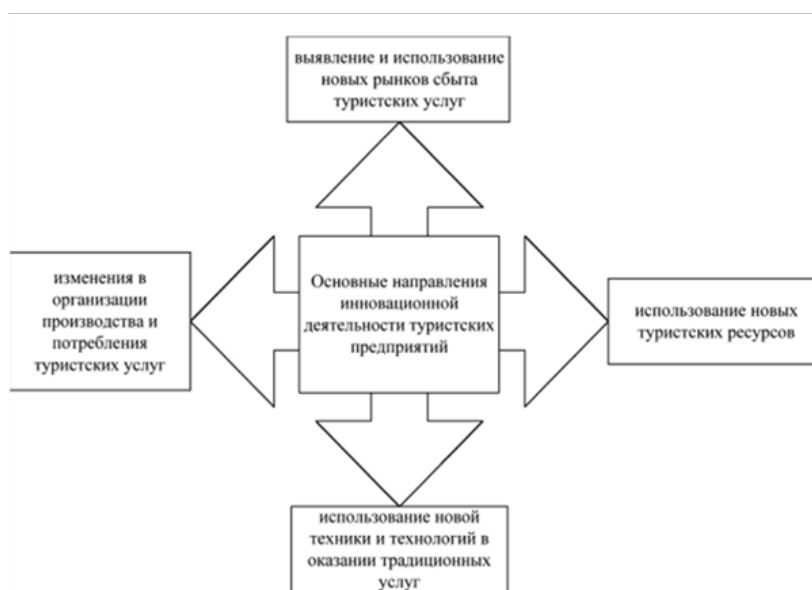 выявление и использование
новых рынков сбыта
туристских услуг
изменения в
организации
производства и
потребления
туристских услуг
Основные направления
инновационной
деятельности туристских
предприятий
использование новых
туристских ресурсов
использование новой
техники и технологий в
оказании традиционных
услуг